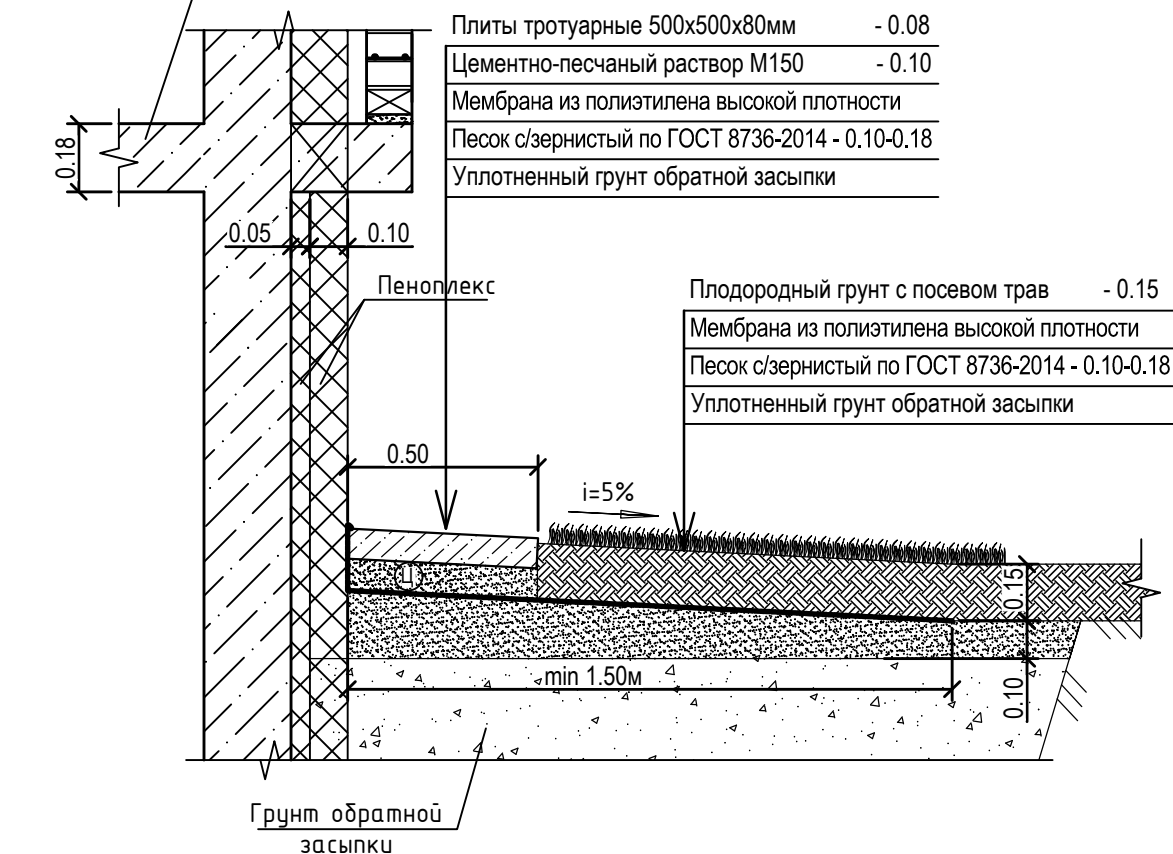 Плиты тротуарные 500х500х80мм - 0.08
Цементно-песчаный раствор М150 - 0.10
Мембрана из полиэтилена высокой плотности
Песок с/зернистый по ГОСТ 8736-2014 - 0.10-0.18
Уплотненный грунт обратной засыпки
0.18
0.05
0.10
Пеноплекс
Плодородный грунт с посевом трав - 0.15
Мембрана из полиэтилена высокой плотности
Песок с/зернистый по ГОСТ 8736-2014 - 0.10-0.18
Уплотненный грунт обратной засыпки
0.50
i=5%
Ц
0.15
min 1.50м
0.10
Грунт обратной
засыпки